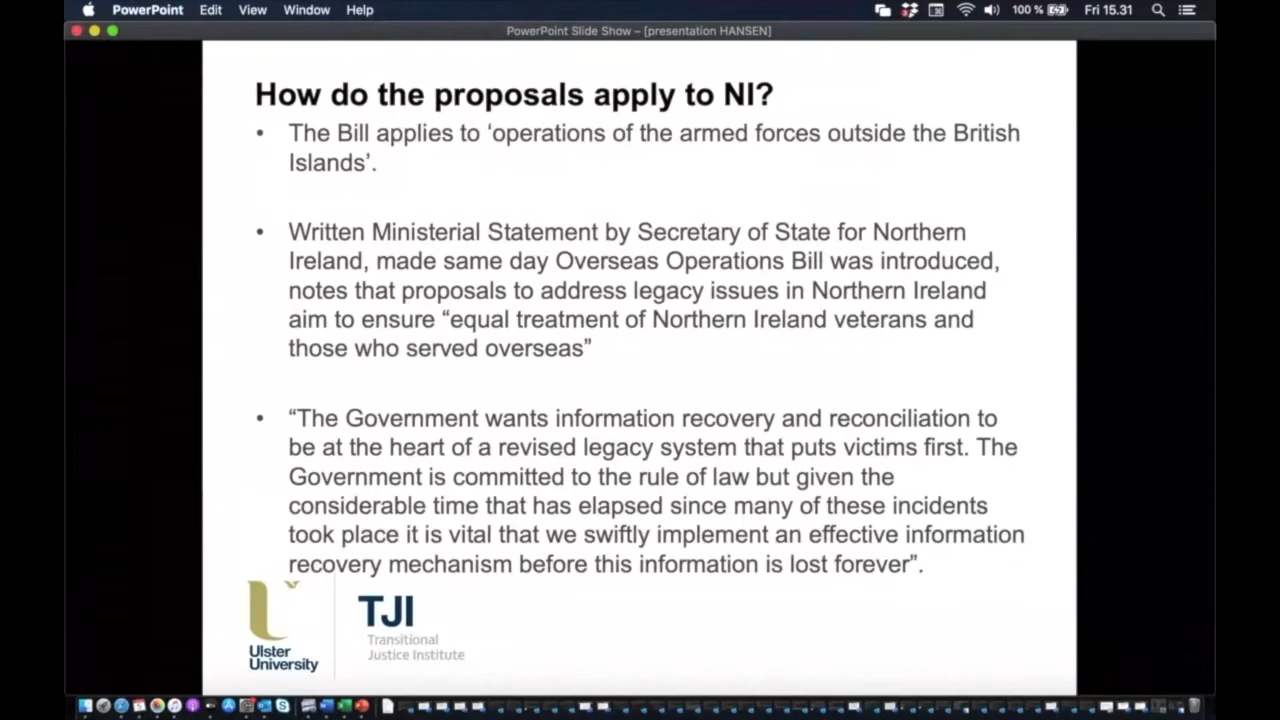 PowerPoint Edit View Window Help 100 % Fri 15.31
PowerPoint Slide Show – [presentation HANSEN]
How do the proposals apply to NI?
• The Bill applies to ‘operations of the armed forces outside the British
Islands’.
• Written Ministerial Statement by Secretary of State for Northern
Ireland, made same day Overseas Operations Bill was introduced,
notes that proposals to address legacy issues in Northern Ireland
aim to ensure “equal treatment of Northern Ireland veterans and
those who served overseas”
• “The Government wants information recovery and reconciliation to
be at the heart of a revised legacy system that puts victims first. The
Government is committed to the rule of law but given the
considerable time that has elapsed since many of these incidents
took place it is vital that we swiftly implement an effective information
recovery mechanism before this information is lost forever”.
Ulster
University
TJI
Transitional
Justice Institute